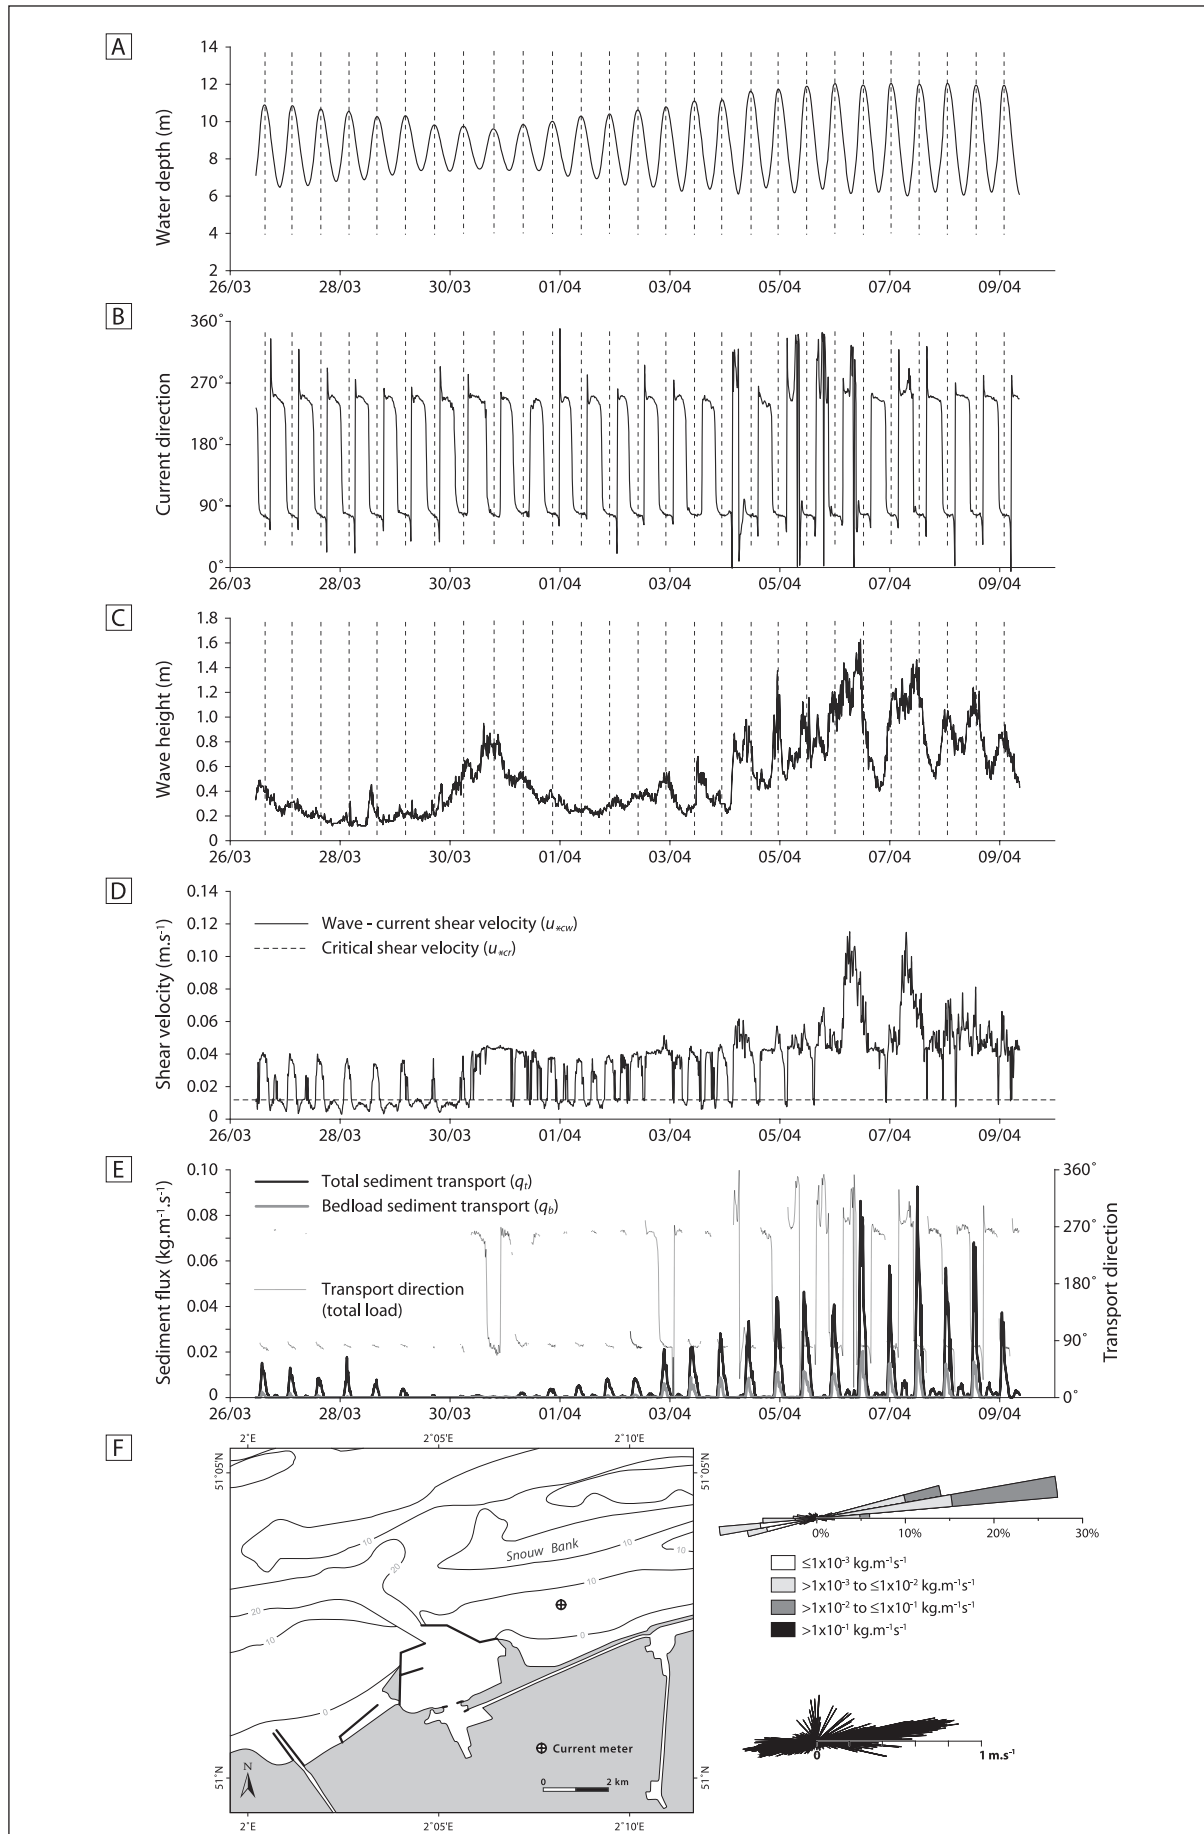 A
14
12
10
8
6
4
2
Water depth (m)
26/03 28/03 30/03 01/04 03/04 05/04 07/04 09/04
B
360°
270°
180°
90°
0°
Current direction
26/03 28/03 30/03 01/04 03/04 05/04 07/04 09/04
C
1.8
1.6
1.4
1.2
1.0
0.8
0.6
0.4
0.2
0
Wave height (m)
26/03 28/03 30/03 01/04 03/04 05/04 07/04 09/04
D
0.14
0.12
0.10
0.08
0.06
0.04
0.02
0
Shear velocity (m.s⁻¹)
Wave - current shear velocity (u*cw)
Critical shear velocity (u*cr)
26/03 28/03 30/03 01/04 03/04 05/04 07/04 09/04
E
0.10
0.08
0.06
0.04
0.02
0
Sediment flux (kg.m⁻¹.s⁻¹)
Total sediment transport (qt)
Bedload sediment transport (qb)
Transport direction
(total load)
360°
270°
180°
90°
0°
Transport direction
26/03 28/03 30/03 01/04 03/04 05/04 07/04 09/04
F
2°E 2°05'E 2°10'E
51°05'N 51°05'N
20
Snouw Bank
10
10
10
20
10
0
0
Current meter
N
0 2 km
51°N 51°N
2°E 2°05'E 2°10'E
0% 10% 20% 30%
≤1x10⁻³ kg.m⁻¹s⁻¹
>1x10⁻³ to ≤1x10⁻² kg.m⁻¹s⁻¹
>1x10⁻² to ≤1x10⁻¹ kg.m⁻¹s⁻¹
>1x10⁻¹ kg.m⁻¹s⁻¹
0 1 m.s⁻¹